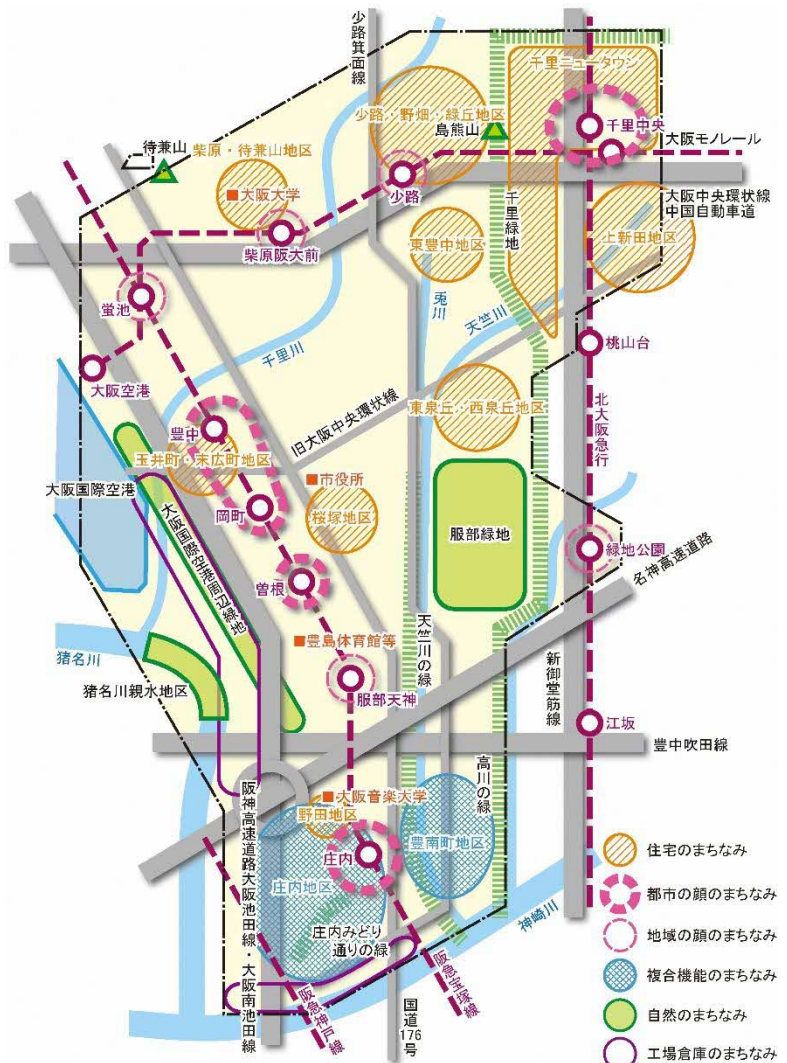 少路箕面線
千里ニュータウン
少路・野畑・緑丘地区
島熊山
千里中央
大阪モノレール
待兼山
柴原・待兼山地区
大阪大学
少路
大阪中央環状線
中国自動車道
千里緑地
柴原阪大前
東豊中地区
上新田地区
蛍池
兎川
天竺川
千里川
桃山台
大阪空港
旧大阪中央環状線
東泉丘・西泉丘地区
北大阪急行
豊中
玉井町・末広町地区
市役所
大阪国際空港
岡町
桜塚地区
服部緑地
大阪国際空港周辺緑地
緑地公園
名神高速道路
曽根
天竺川の緑
猪名川
豊島体育館等
新御堂筋線
猪名川親水地区
服部天神
江坂
豊中吹田線
高川の緑
阪神高速道路大阪池田線・大阪南池田線
大阪音楽大学
野田地区
豊南町地区
庄内
庄内地区
庄内みどり
通りの緑
神崎川
阪急神戸線
阪急宝塚線
国道176号
住宅のまちなみ
都市の顔のまちなみ
地域の顔のまちなみ
複合機能のまちなみ
自然のまちなみ
工場倉庫のまちなみ